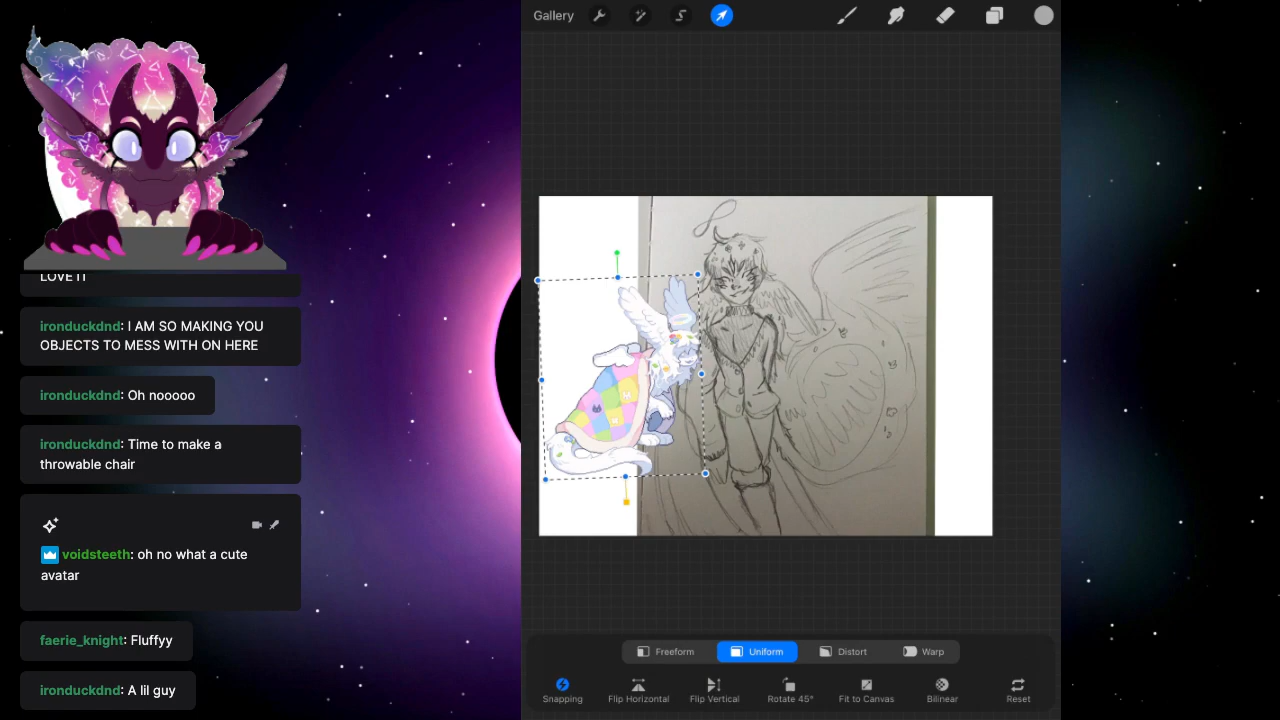 Gallery
LOVE IT
ironduckdnd: I AM SO MAKING YOU
OBJECTS TO MESS WITH ON HERE
ironduckdnd: Oh nooooo
ironduckdnd: Time to make a
throwable chair
voidsteeth: oh no what a cute
avatar
faerie_knight: Fluffyy
ironduckdnd: A lil guy
Freeform
Uniform
Distort
Warp
Snapping
Flip Horizontal
Flip Vertical
Rotate 45°
Fit to Canvas
Bilinear
Reset